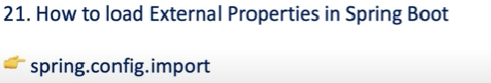 21. How to load External Properties in Spring Boot
👉 spring.config.import